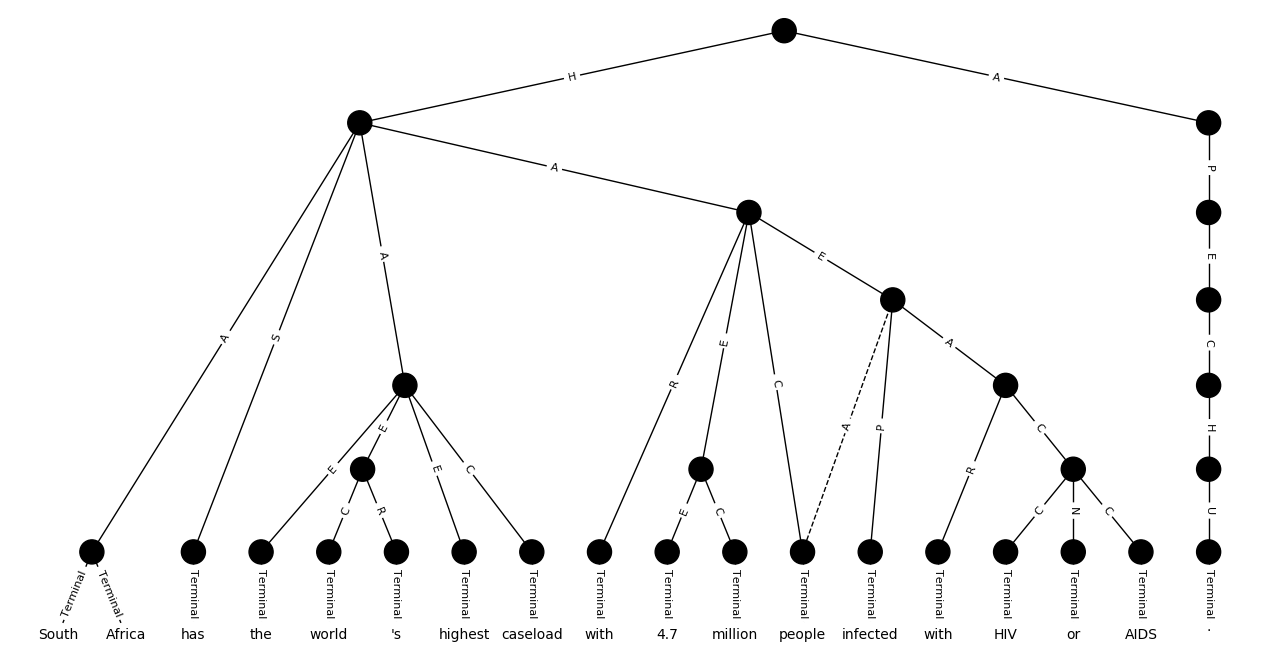 H A
A P
A E
E
A S R E C A C
A P
E E E C R C H
C R E C C N C U
Terminal Terminal Terminal Terminal Terminal Terminal Terminal Terminal Terminal Terminal Terminal Terminal Terminal Terminal Terminal Terminal Terminal Terminal
South Africa has the world 's highest caseload with 4.7 million people infected with HIV or AIDS .